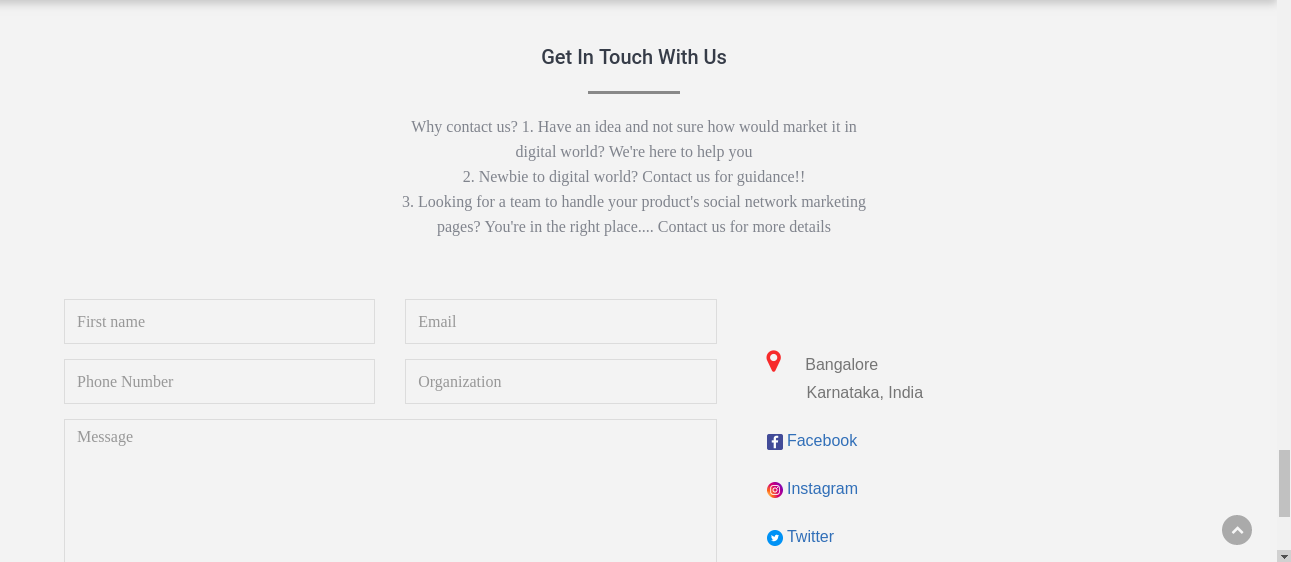 Get In Touch With Us
Why contact us? 1. Have an idea and not sure how would market it in
digital world? We're here to help you
2. Newbie to digital world? Contact us for guidance!!
3. Looking for a team to handle your product's social network marketing
pages? You're in the right place.... Contact us for more details
First name
Email
Phone Number
Organization
Message
Bangalore
Karnataka, India
Facebook
Instagram
Twitter